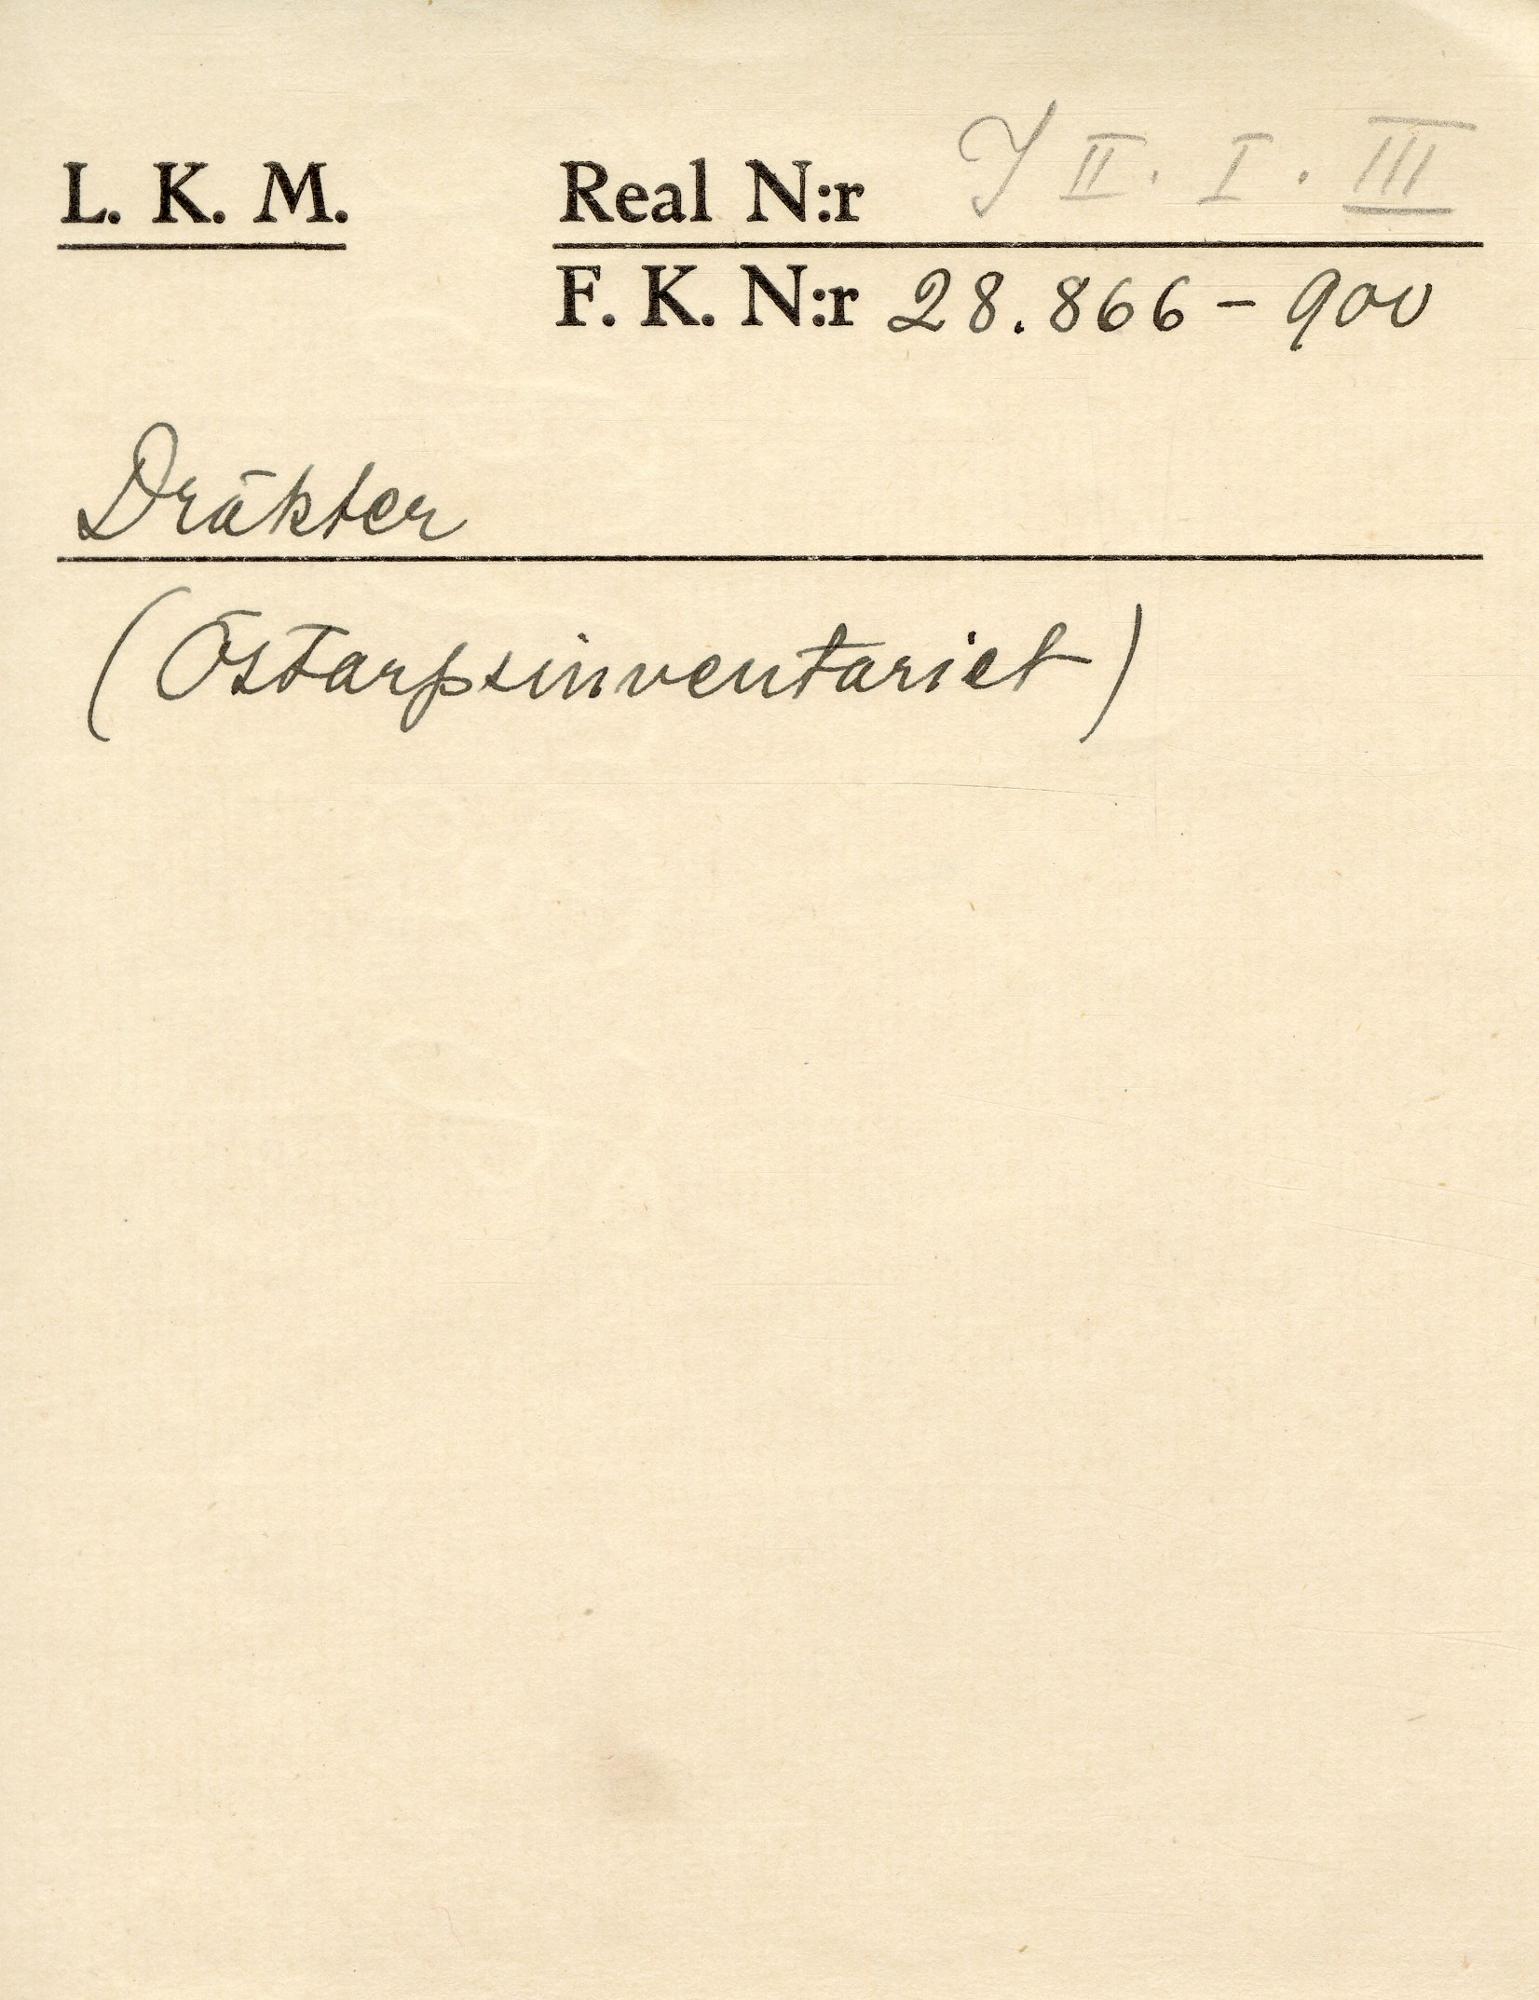 L. K. M.
Real N:r II. I. III
F. K. N:r 28.866 - 900
Dräkter
(Östarpsinventariet)